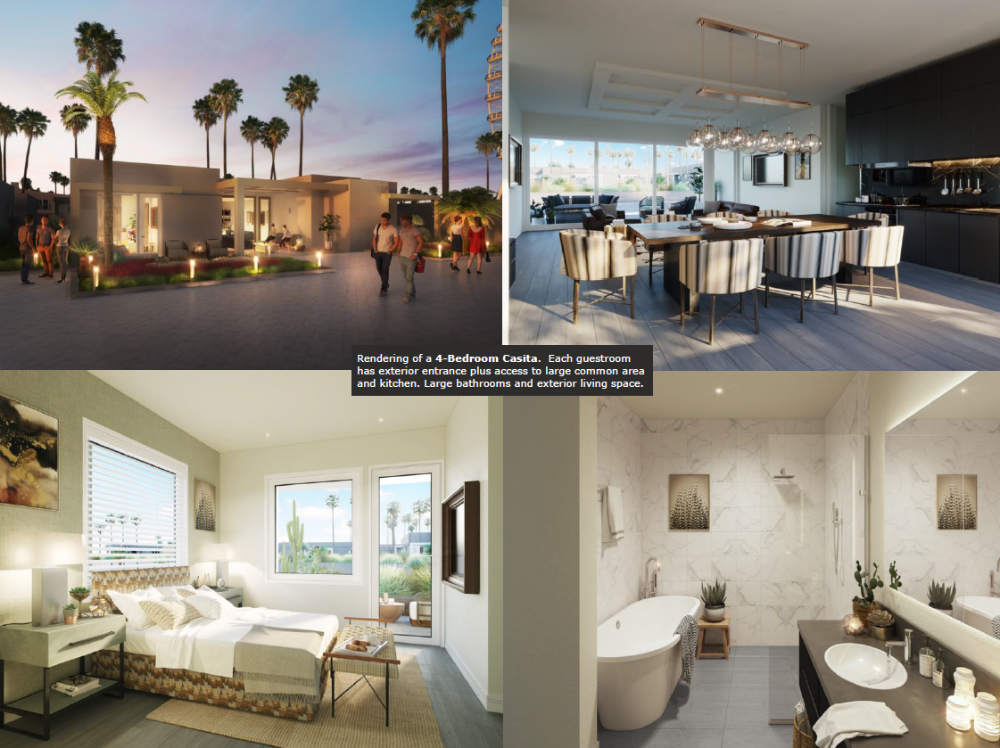 Rendering of a 4-Bedroom Casita. Each guestroom
has exterior entrance plus access to large common area
and kitchen. Large bathrooms and exterior living space.